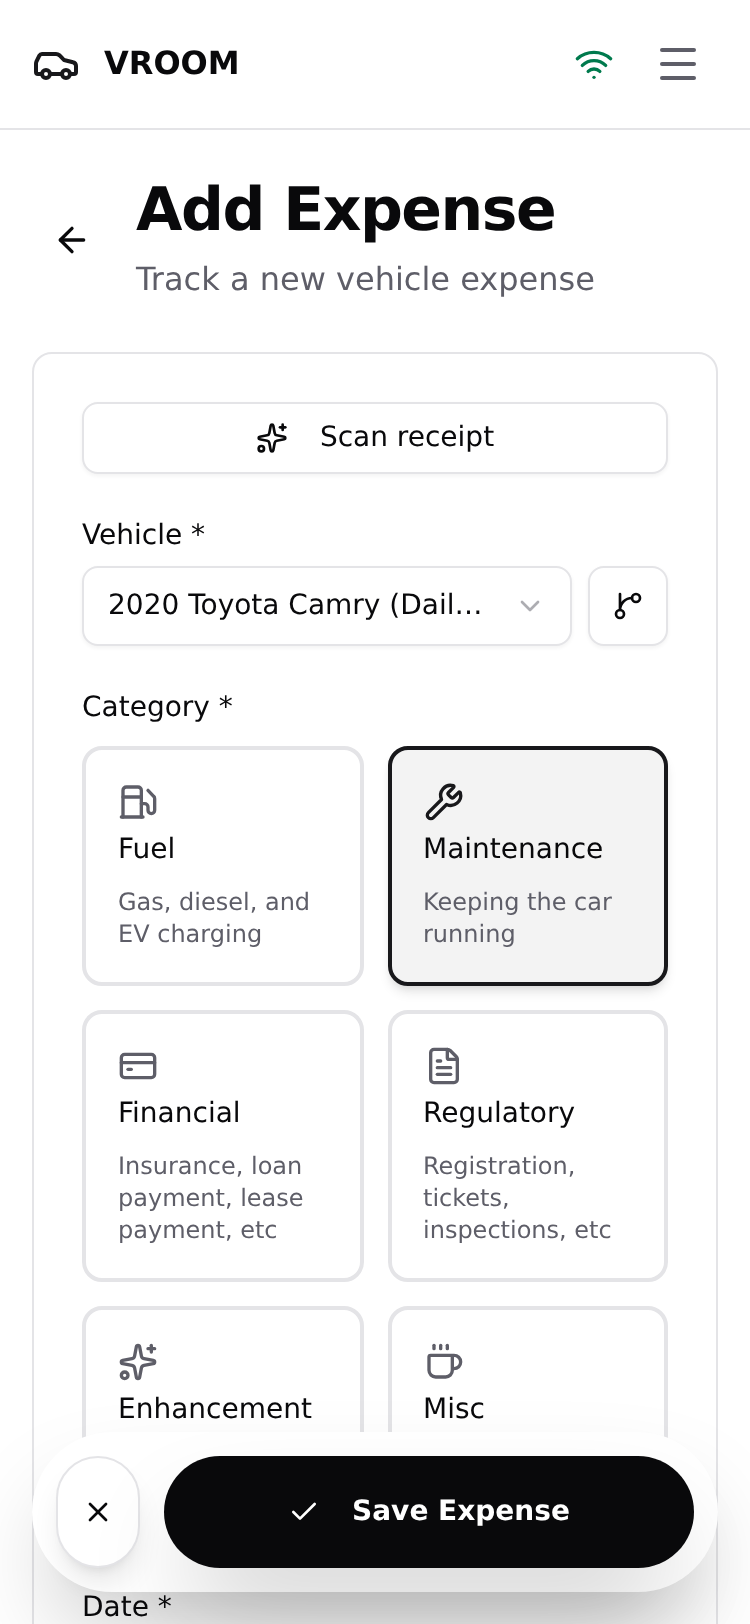 VROOM
Add Expense
Track a new vehicle expense
Scan receipt
Vehicle *
2020 Toyota Camry (Dail...
Category *
Fuel
Gas, diesel, and
EV charging
Maintenance
Keeping the car
running
Financial
Insurance, loan
payment, lease
payment, etc
Regulatory
Registration,
tickets,
inspections, etc
Enhancement
Misc
Save Expense
Date *